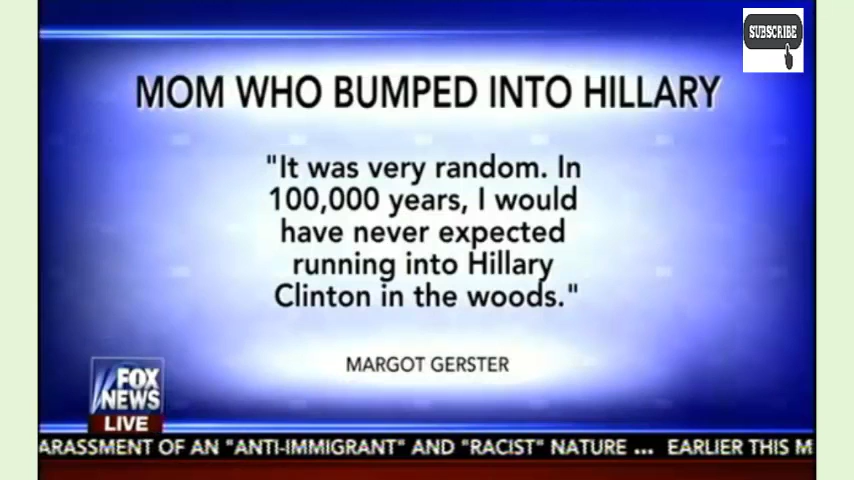 SUBSCRIBE
MOM WHO BUMPED INTO HILLARY
"It was very random. In
100,000 years, I would
have never expected
running into Hillary
Clinton in the woods."
MARGOT GERSTER
FOX
NEWS
LIVE
ARASSMENT OF AN "ANTI-IMMIGRANT" AND "RACIST" NATURE ... EARLIER THIS M